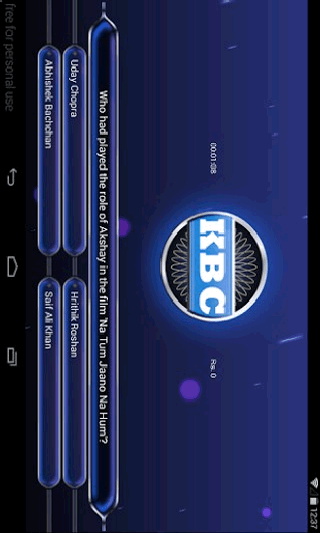 12:37
00:01:08
KBC
Rs. 0
Who had played the role of Akshay in the film 'Na Tum Jaano Na Hum'?
Uday Chopra
Hrithik Roshan
Abhishek Bachchan
Saif Ali Khan
free for personal use